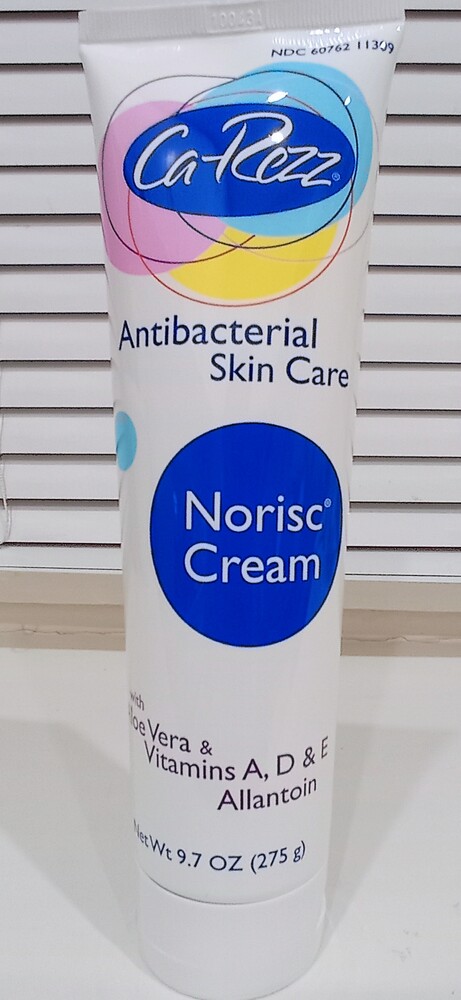 NDC 60762 11309
Ca-Rezz®
Antibacterial
Skin Care
Norisc®
Cream
with
loe Vera &
Vitamins A, D & E
Allantoin
Net Wt 9.7 OZ (275 g)